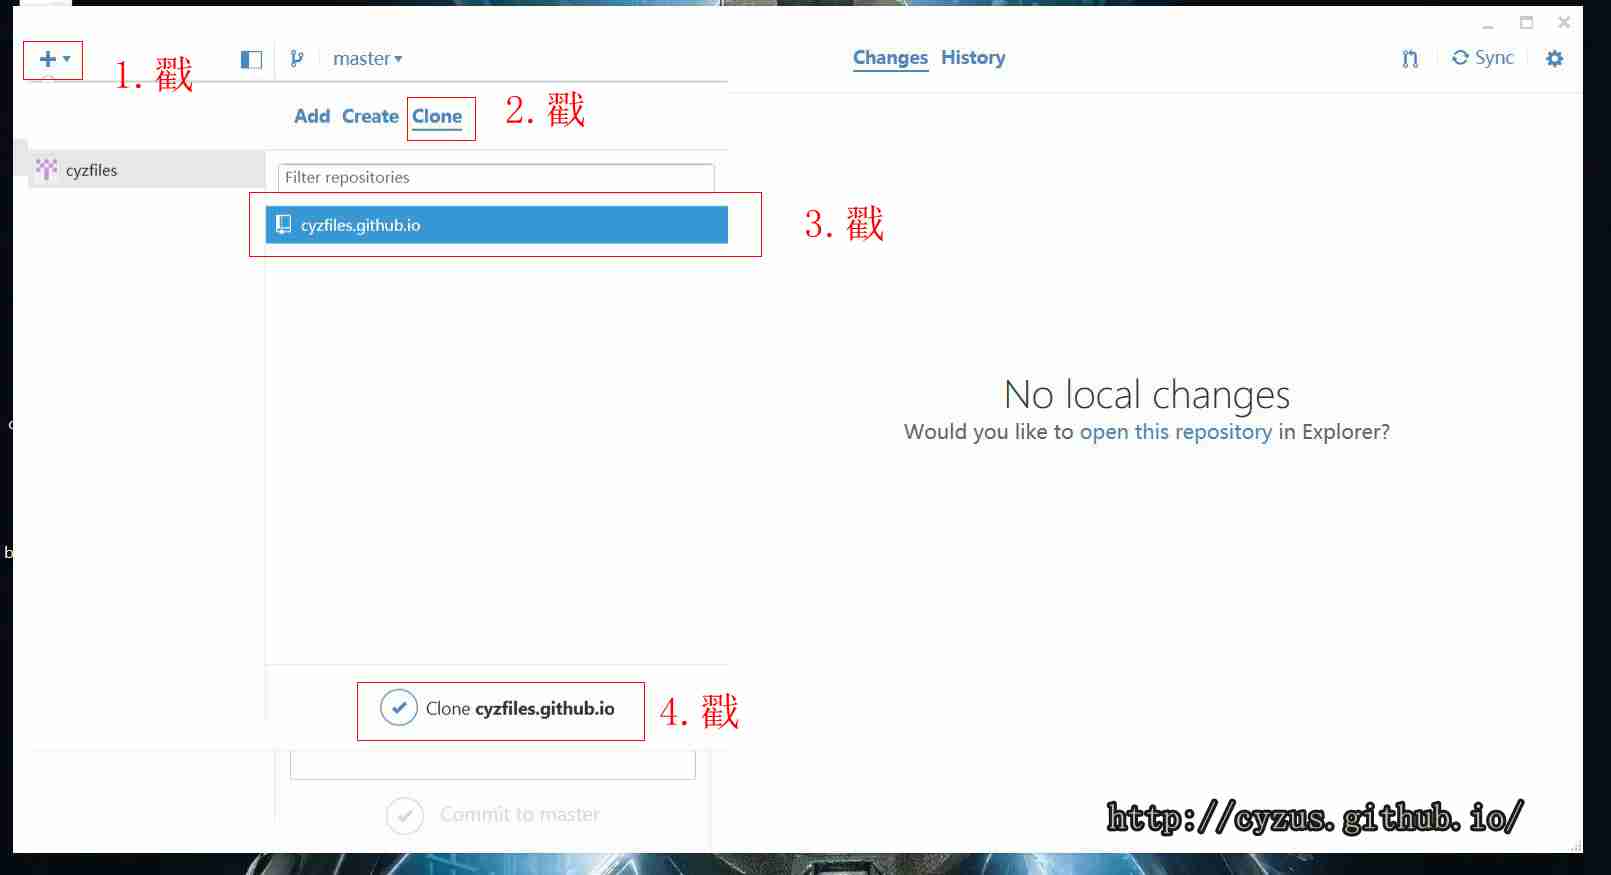 +
1. 戳
master
Changes History
Sync
Add Create Clone
2. 戳
cyzfiles
Filter repositories
cyzfiles.github.io
3. 戳
No local changes
Would you like to open this repository in Explorer?
Clone cyzfiles.github.io
4. 戳
Commit to master
http://cyzus.github.io/